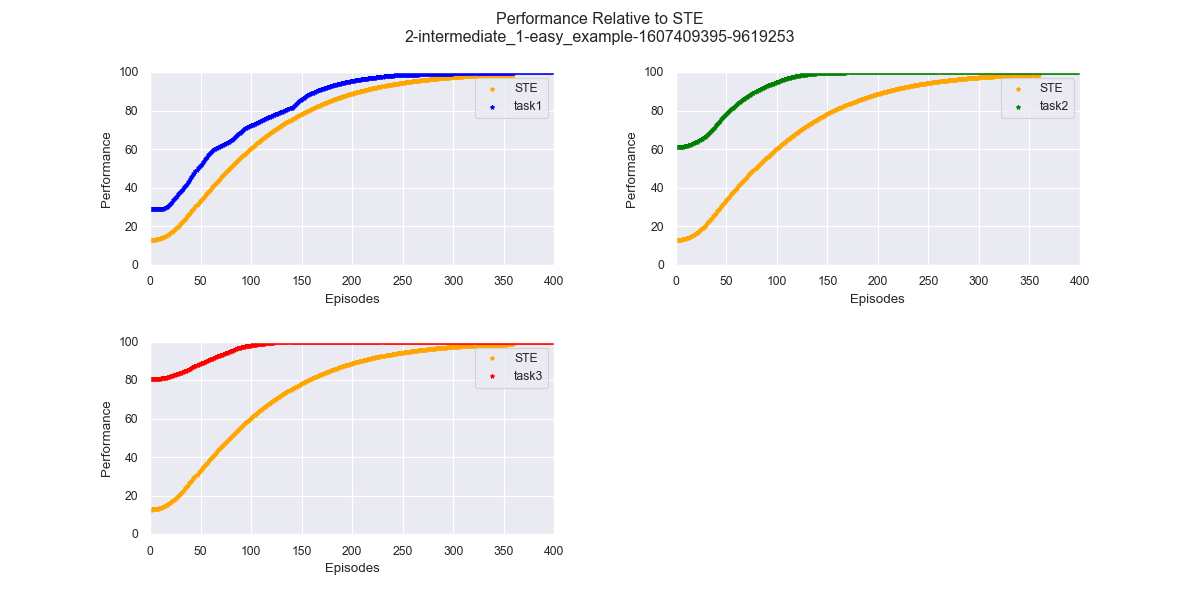 Performance Relative to STE
2-intermediate_1-easy_example-1607409395-9619253
100
80
60
40
20
0
Performance
STE
task1
0 50 100 150 200 250 300 350 400
Episodes
100
80
60
40
20
0
Performance
STE
task2
0 50 100 150 200 250 300 350 400
Episodes
100
80
60
40
20
0
Performance
STE
task3
0 50 100 150 200 250 300 350 400
Episodes